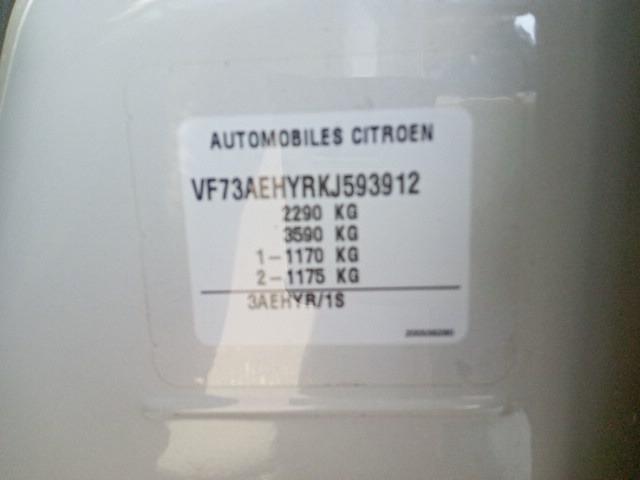 AUTOMOBILES CITROEN
VF73AEHYRKJ593912
2290 KG
3590 KG
1-1170 KG
2-1175 KG
3AEHYR/1S